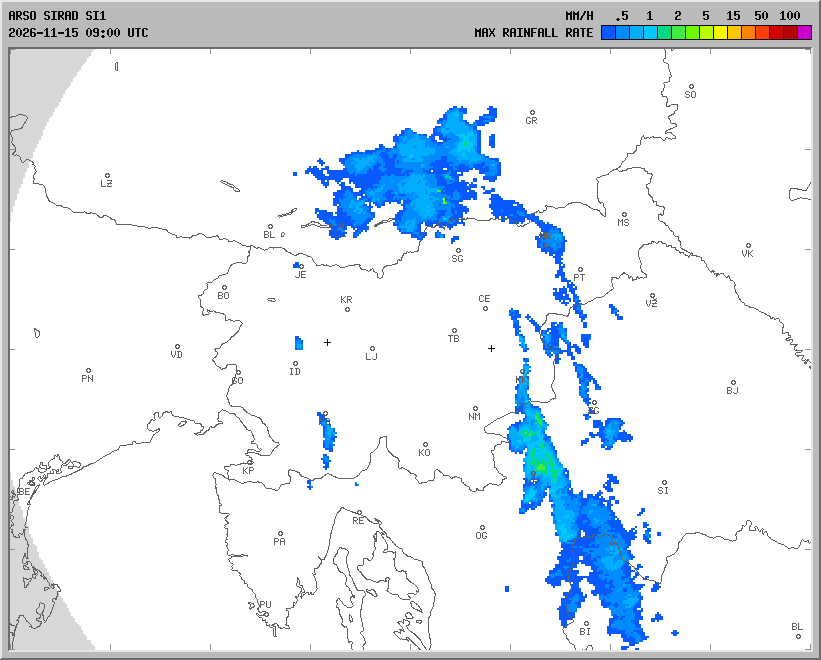 ARSO SIRAD SI1
2026-11-15 09:00 UTC
MM/H .5 1 2 5 15 50 100
MAX RAINFALL RATE
SO
GR
LZ
MS
BL
VK
SG
JE
PT
BO
KR
CE
VZ
TB
VD
LJ
ID
PN
GO
BJ
NM
KO
KP
SI
BE
RE
OG
PA
PU
BI
BL